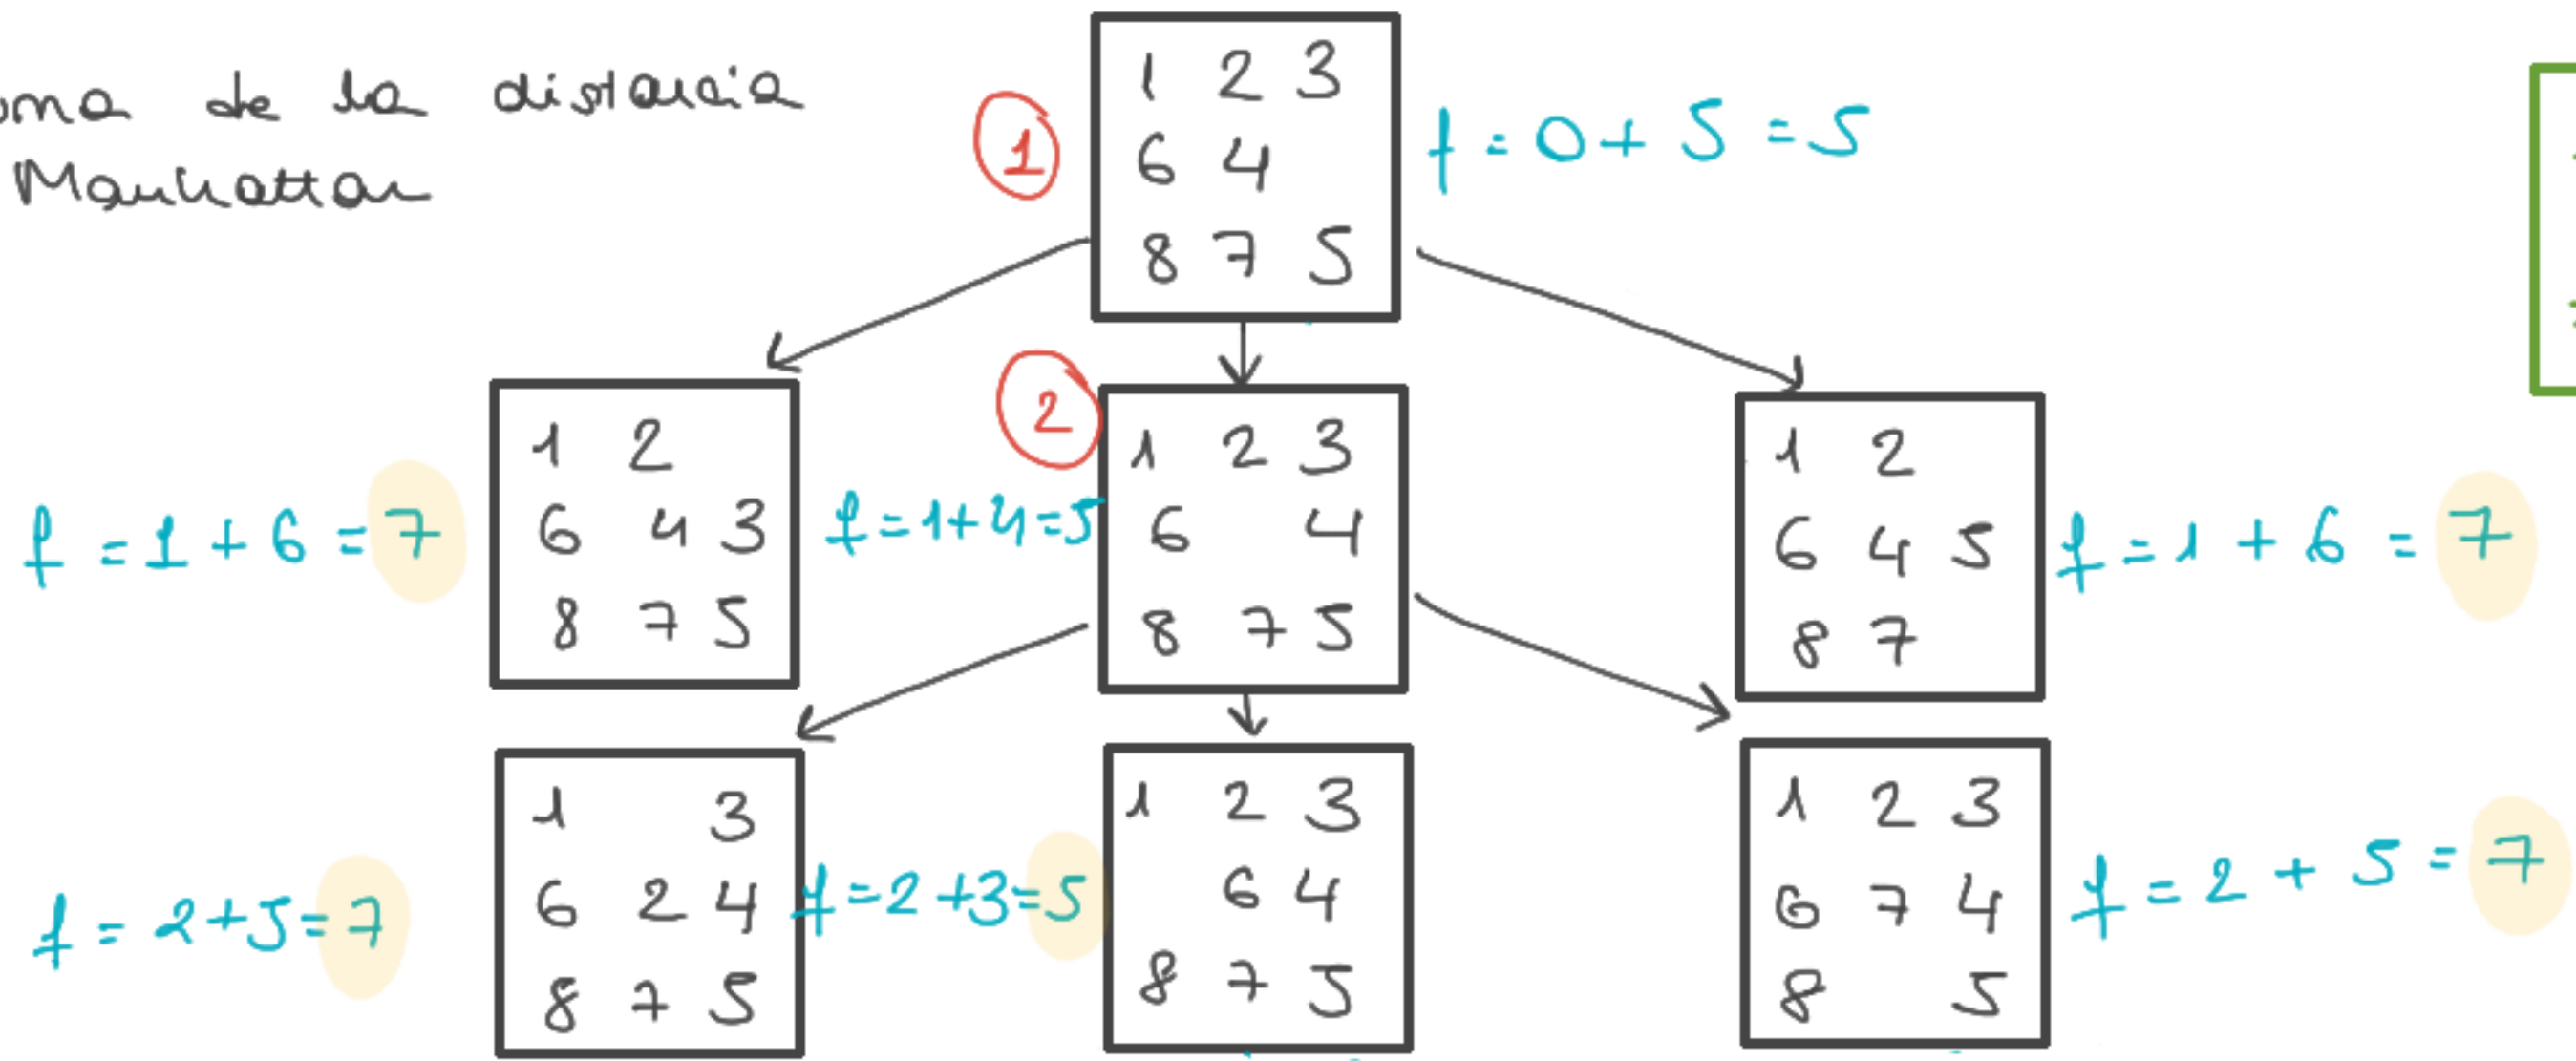 de la distancia
Manhattan
1
1 2 3
6 4
8 7 5
f = 0 + 5 = 5
f = 1 + 6 = 7
1 2
6 4 3
8 7 5
2
f = 1 + 4 = 5
1 2 3
6 4
8 7 5
1 2
6 4 5
8 7
f = 1 + 6 = 7
f = 2 + 5 = 7
1 3
6 2 4
8 7 5
f = 2 + 3 = 5
1 2 3
6 4
8 7 5
1 2 3
6 7 4
8 5
f = 2 + 5 = 7